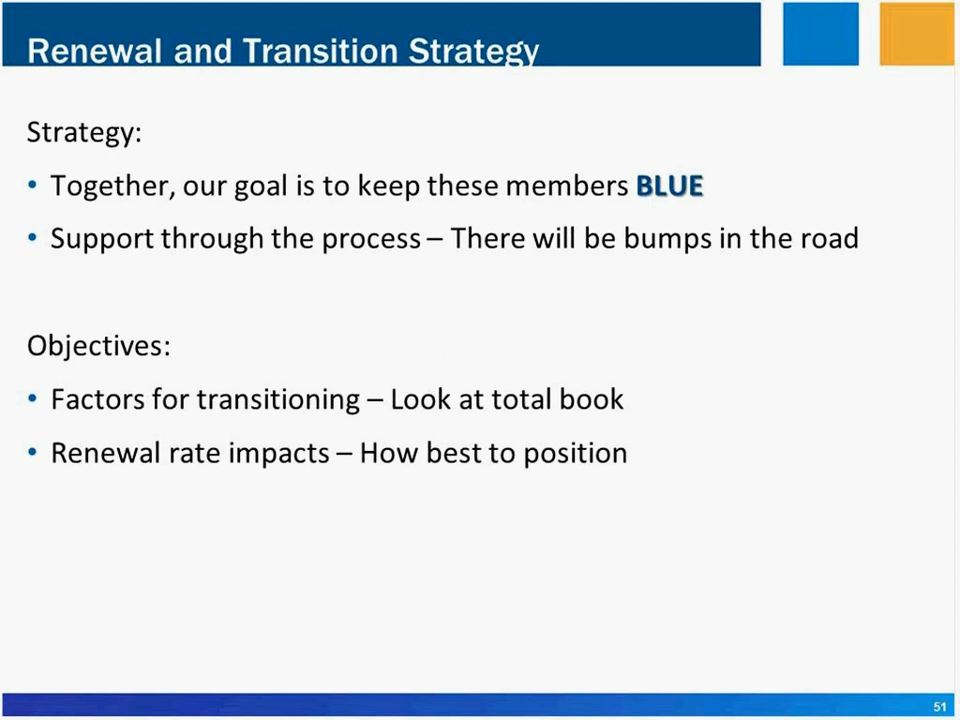 Renewal and Transition Strategy
Strategy:
• Together, our goal is to keep these members BLUE
• Support through the process – There will be bumps in the road
Objectives:
• Factors for transitioning – Look at total book
• Renewal rate impacts – How best to position
51